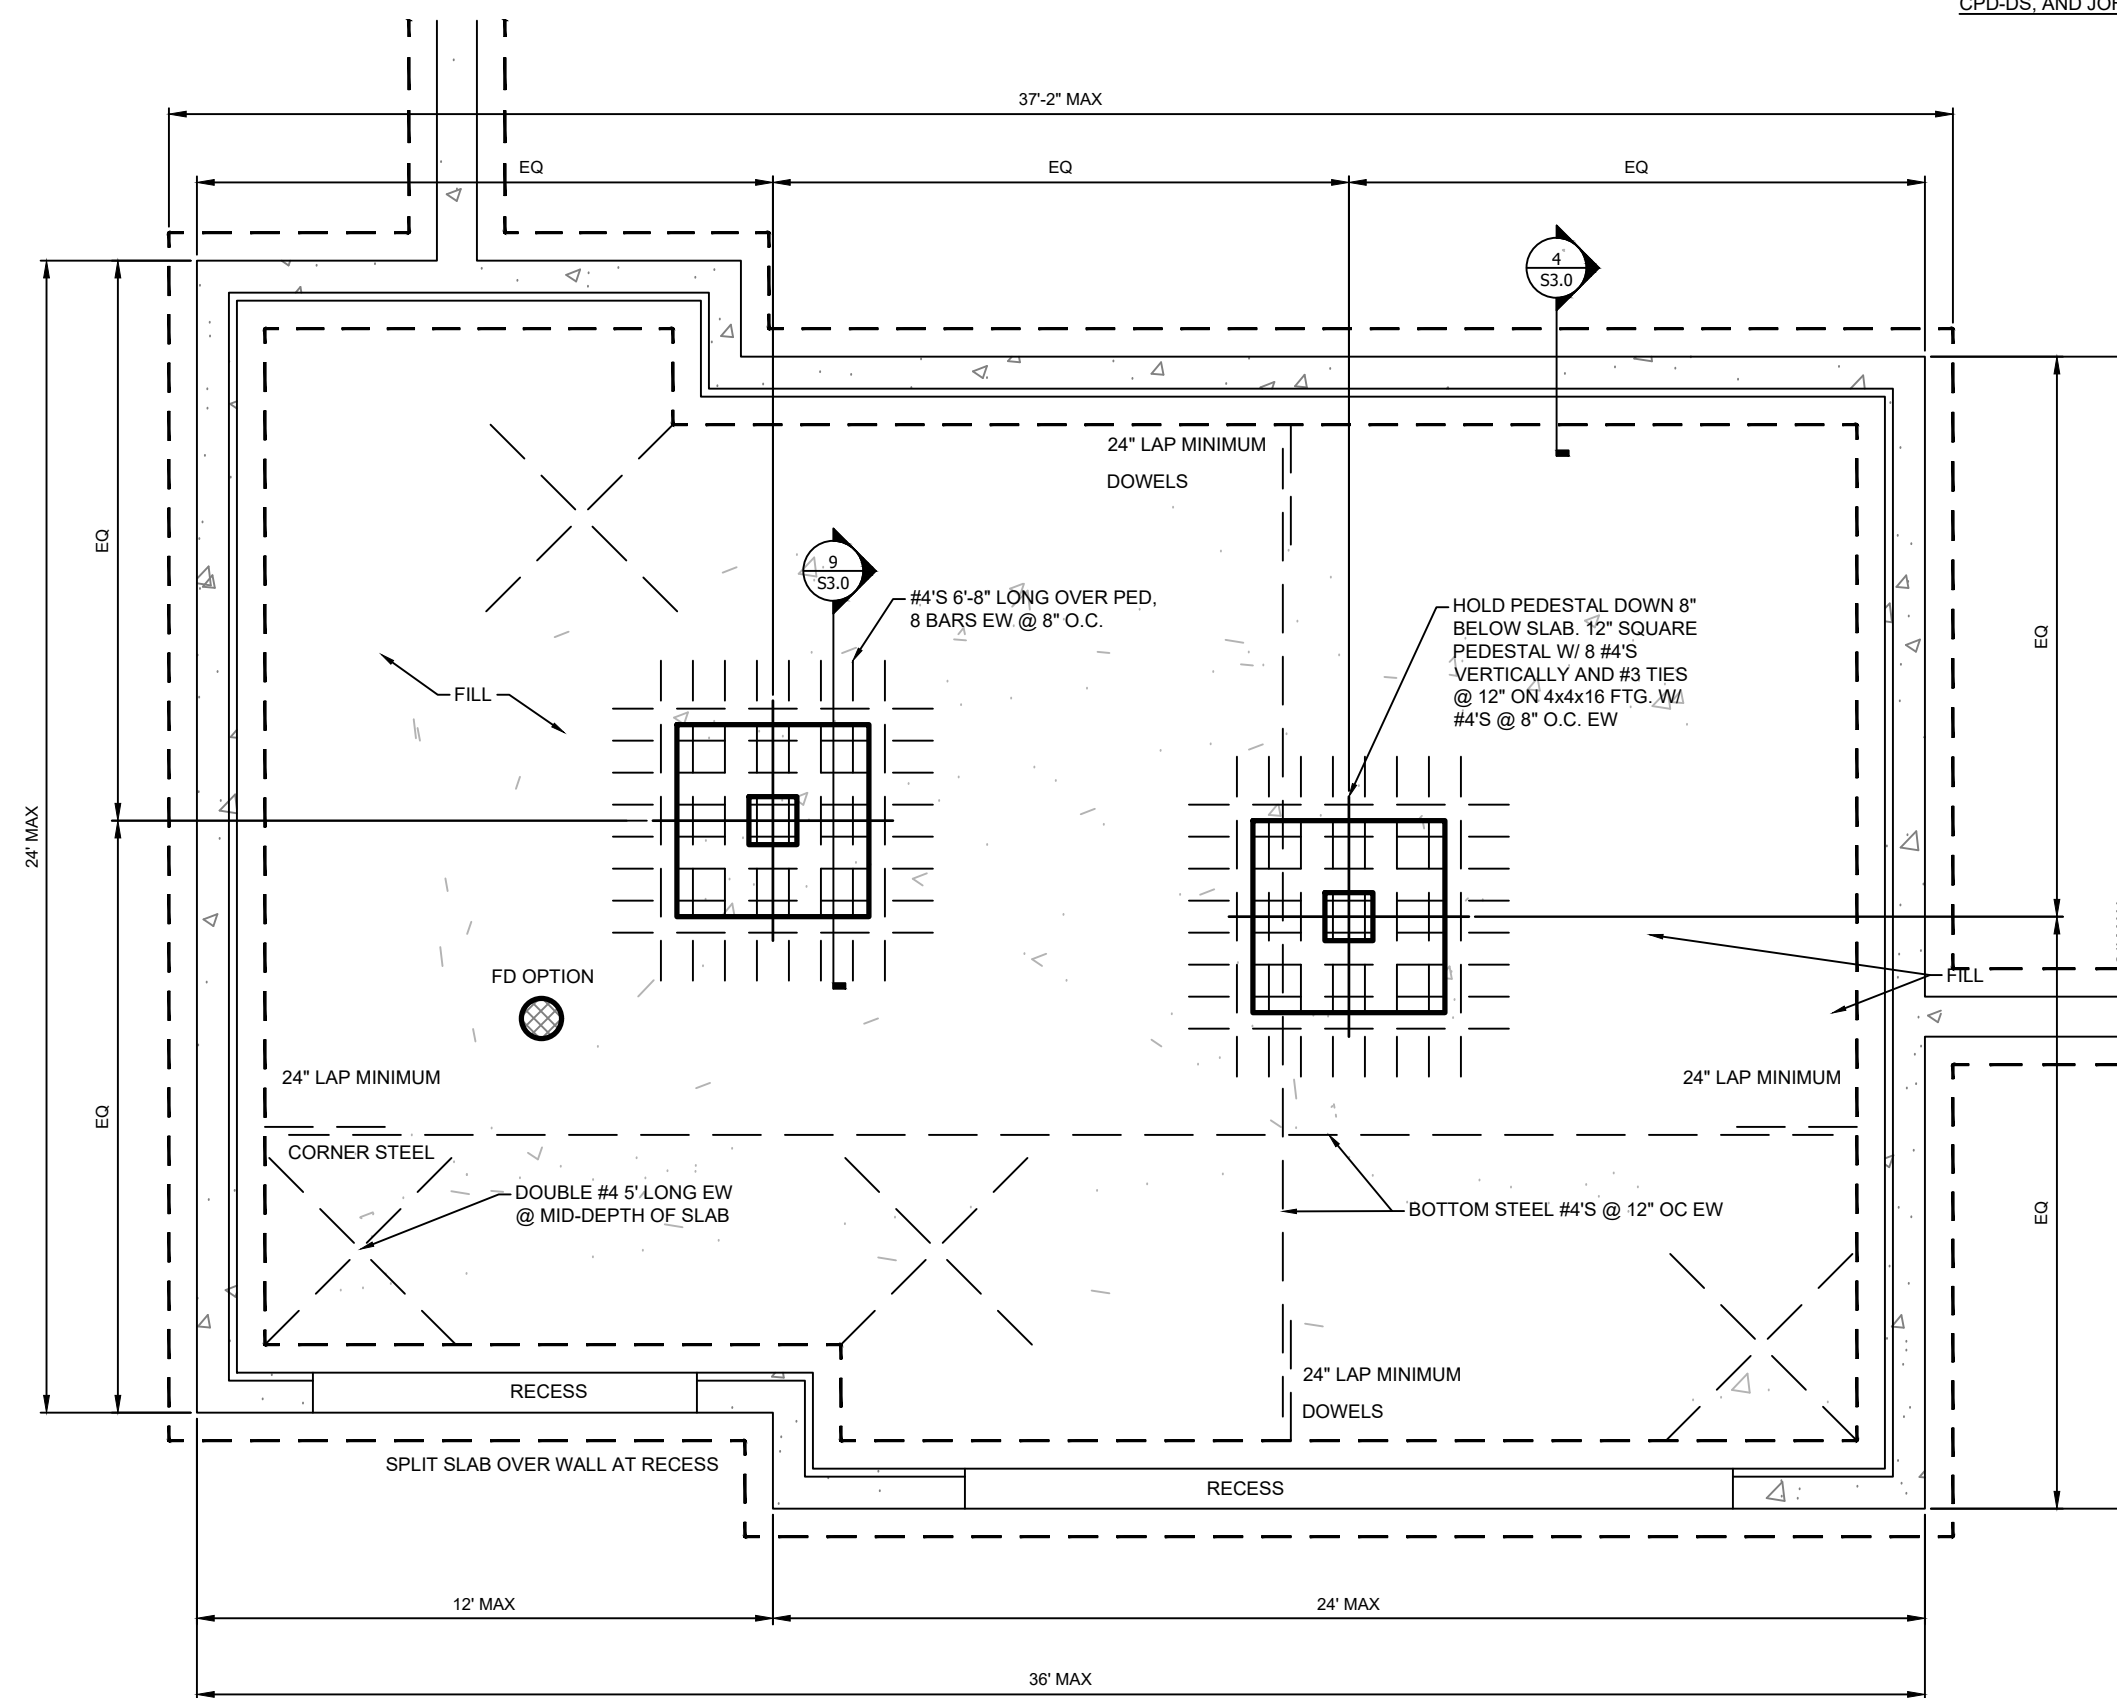 CPD-DS, AND
37'-2" MAX
EQ
EQ
EQ
4
S3.0
24" LAP MINIMUM
DOWELS
EQ
9
S3.0
#4'S 6'-8" LONG OVER PED,
8 BARS EW @ 8" O.C.
HOLD PEDESTAL DOWN 8"
BELOW SLAB. 12" SQUARE
PEDESTAL W/ 8 #4'S
VERTICALLY AND #3 TIES
@ 12" ON 4x4x16 FTG. W/
#4'S @ 8" O.C. EW
EQ
FILL
24' MAX
FD OPTION
FILL
24" LAP MINIMUM
24" LAP MINIMUM
EQ
CORNER STEEL
DOUBLE #4 5' LONG EW
@ MID-DEPTH OF SLAB
BOTTOM STEEL #4'S @ 12" OC EW
EQ
24" LAP MINIMUM
DOWELS
RECESS
SPLIT SLAB OVER WALL AT RECESS
RECESS
12' MAX
24' MAX
36' MAX